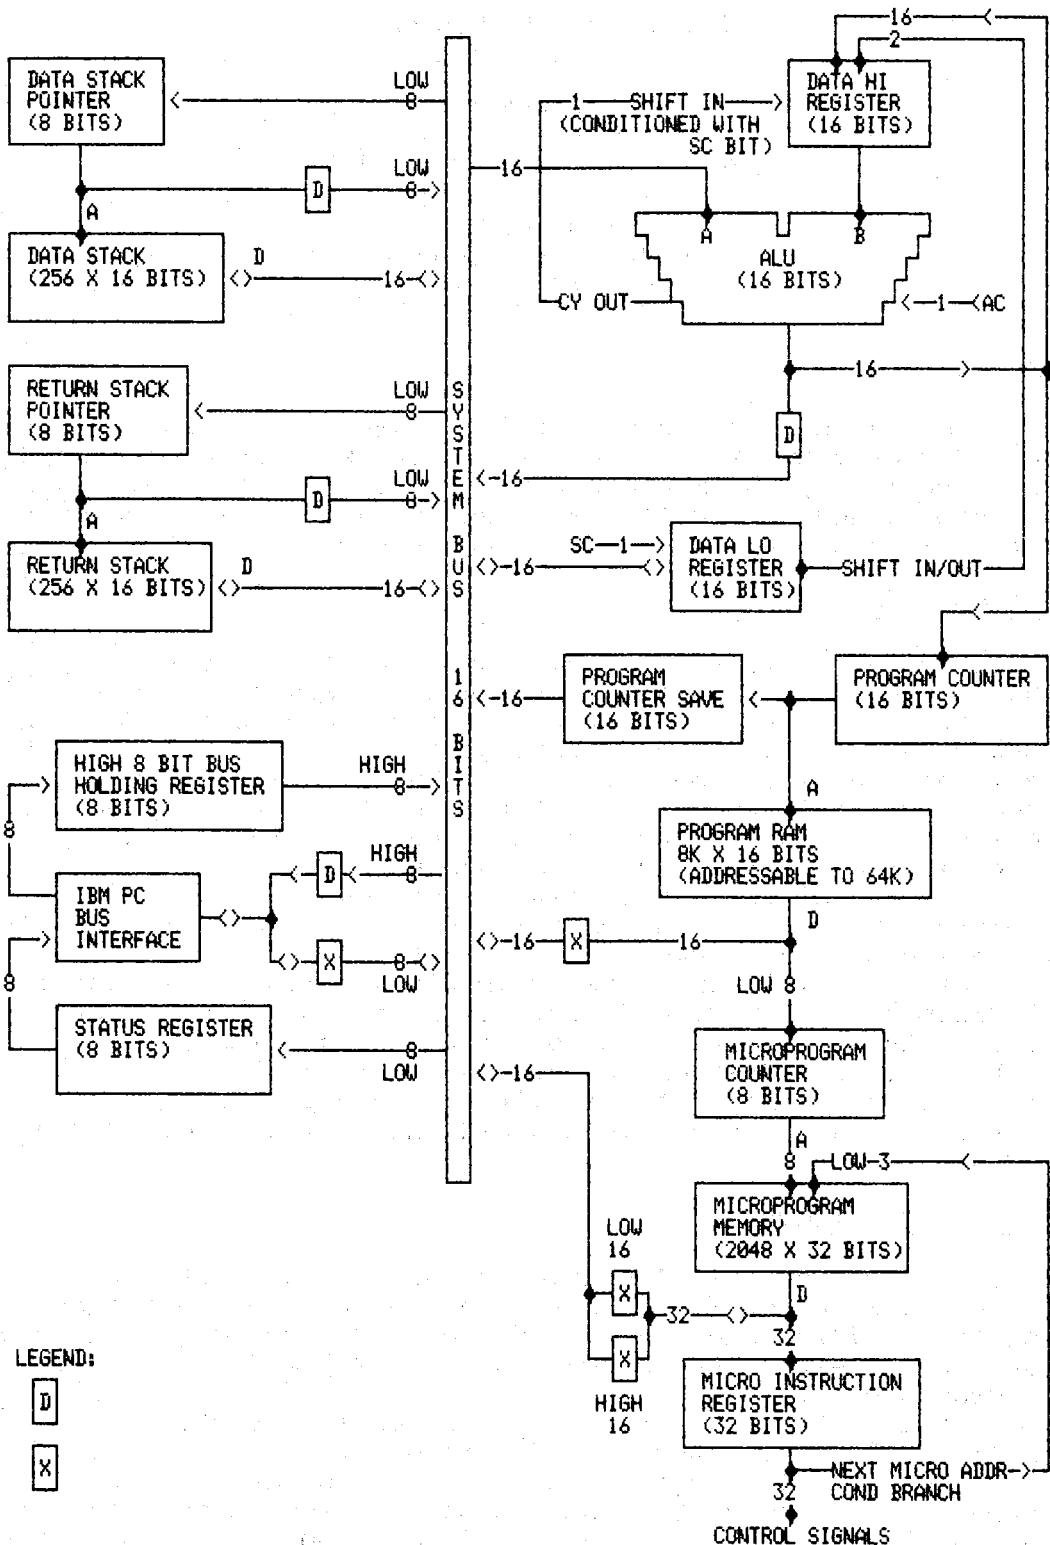 16
2
DATA STACK
POINTER
(8 BITS)
LOW
8
1
SHIFT IN
(CONDITIONED WITH
SC BIT)
DATA HI
REGISTER
(16 BITS)
D
LOW
8
16
A
DATA STACK
(256 X 16 BITS)
D
16
A
B
ALU
(16 BITS)
CY OUT
1
AC
16
RETURN STACK
POINTER
(8 BITS)
LOW
8
SYSTEM BUS 16 BITS
D
D
LOW
8
16
A
RETURN STACK
(256 X 16 BITS)
D
16
16
SC
1
DATA LO
REGISTER
(16 BITS)
SHIFT IN/OUT
16
PROGRAM
COUNTER SAVE
(16 BITS)
PROGRAM COUNTER
(16 BITS)
HIGH 8 BIT BUS
HOLDING REGISTER
(8 BITS)
HIGH
8
8
A
PROGRAM RAM
8K X 16 BITS
(ADDRESSABLE TO 64K)
D
HIGH
8
D
IBM PC
BUS
INTERFACE
X
8
LOW
16
X
16
LOW 8
8
STATUS REGISTER
(8 BITS)
8
LOW
16
MICROPROGRAM
COUNTER
(8 BITS)
A
8
LOW
3
MICROPROGRAM
MEMORY
(2048 X 32 BITS)
LOW
16
X
D
32
32
X
HIGH
16
MICRO INSTRUCTION
REGISTER
(32 BITS)
NEXT MICRO ADDR
COND BRANCH
32
CONTROL SIGNALS
LEGEND:
D
X